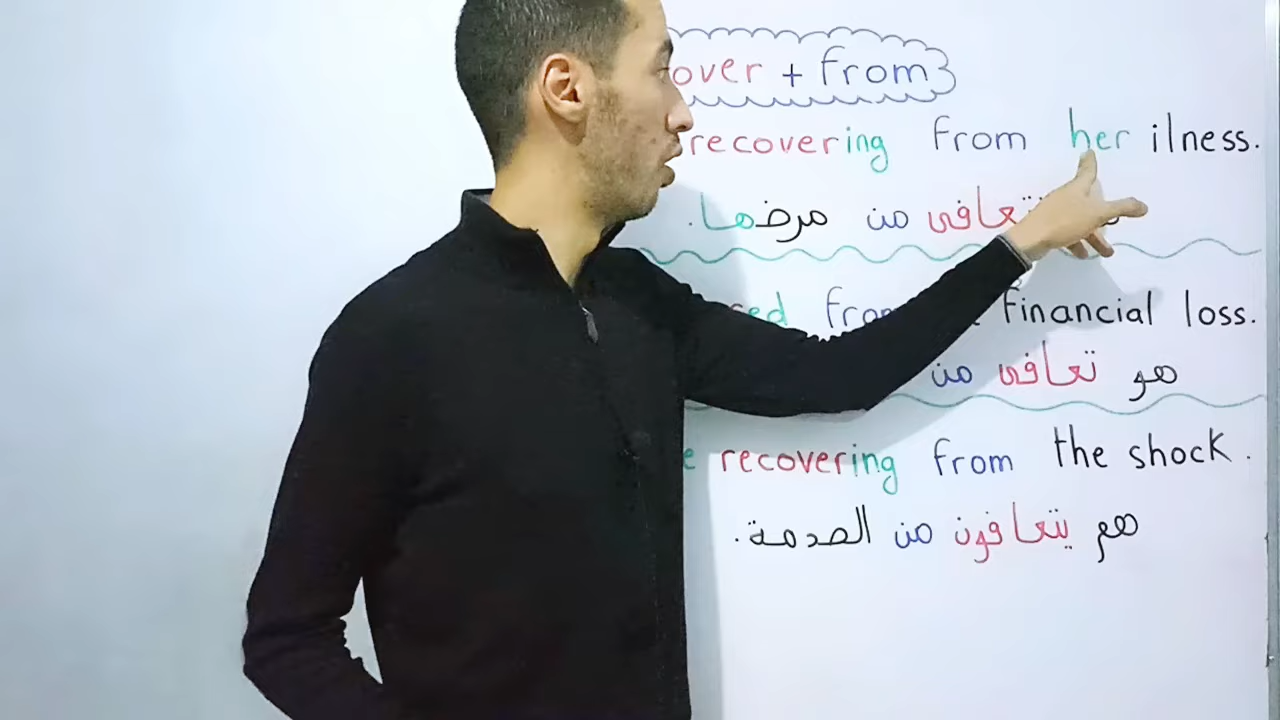 over + from
recovering from her ilness.
تعافى من مرضها.
ed from financial loss.
هو تعافى من
e recovering from the shock.
هم يتعافون من الصدمة.